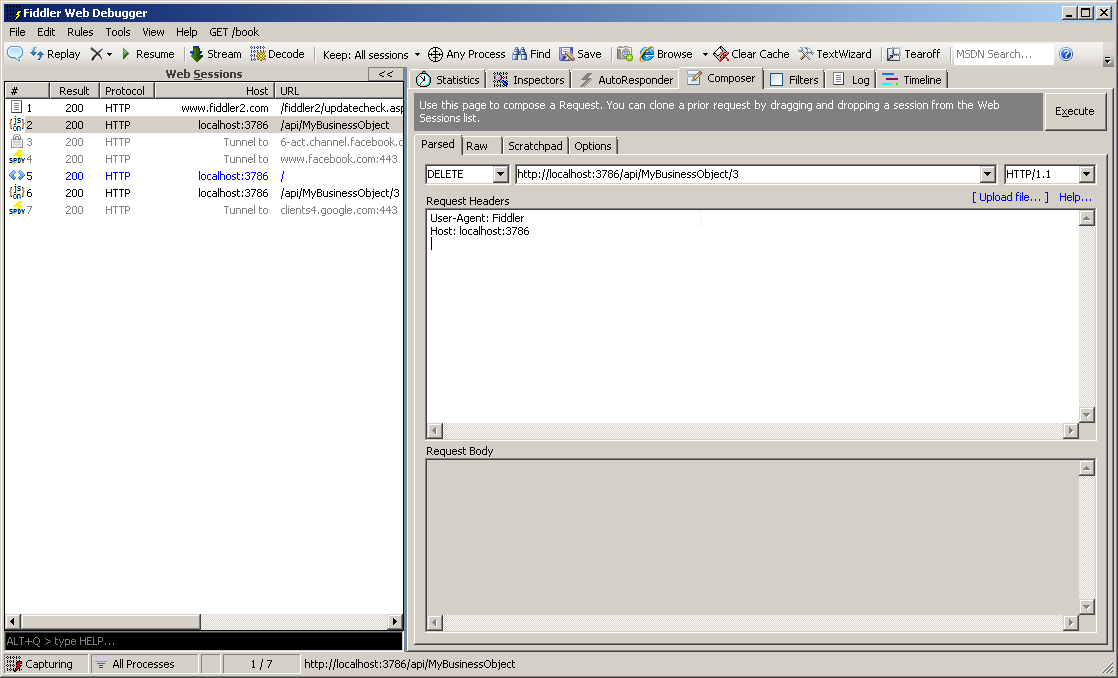 Fiddler Web Debugger
File Edit Rules Tools View Help GET /book
Replay Resume Stream Decode Keep: All sessions Any Process Find Save Browse Clear Cache TextWizard Tearoff MSDN Search...
Web Sessions <<
# Result Protocol Host URL
1 200 HTTP www.fiddler2.com /fiddler2/updatecheck.asp
2 200 HTTP localhost:3786 /api/MyBusinessObject
3 200 HTTP Tunnel to 6-act.channel.facebook.c
SPDY 4 200 HTTP Tunnel to www.facebook.com:443
5 200 HTTP localhost:3786 /
6 200 HTTP localhost:3786 /api/MyBusinessObject/3
SPDY 7 200 HTTP Tunnel to clients4.google.com:443
ALT+Q > type HELP...
Statistics Inspectors AutoResponder Composer Filters Log Timeline
Use this page to compose a Request. You can clone a prior request by dragging and dropping a session from the Web
Sessions list.
Execute
Parsed Raw Scratchpad Options
DELETE http://localhost:3786/api/MyBusinessObject/3 HTTP/1.1
Request Headers [ Upload file... ] Help...
User-Agent: Fiddler
Host: localhost:3786
Request Body
Capturing All Processes 1 / 7 http://localhost:3786/api/MyBusinessObject